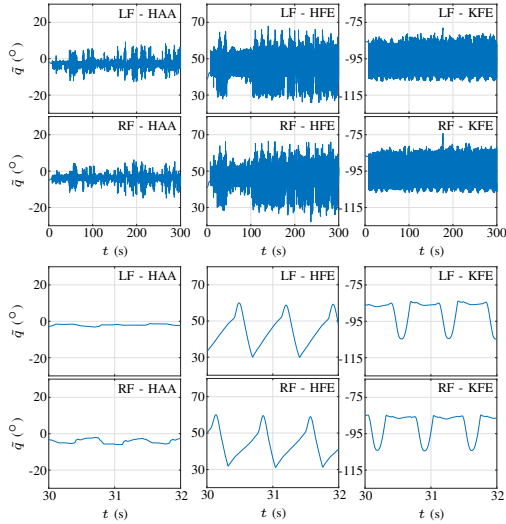 LF - HAA
LF - HFE
LF - KFE
20
0
-20
q̃ (°)
70
50
30
-75
-95
-115
RF - HAA
RF - HFE
RF - KFE
20
0
-20
q̃ (°)
70
50
30
-75
-95
-115
0 100 200 300
0 100 200 300
0 100 200 300
t (s)
t (s)
t (s)
LF - HAA
LF - HFE
LF - KFE
20
0
-20
q̃ (°)
70
50
30
-75
-95
-115
RF - HAA
RF - HFE
RF - KFE
20
0
-20
q̃ (°)
70
50
30
-75
-95
-115
30 31 32
30 31 32
30 31 32
t (s)
t (s)
t (s)